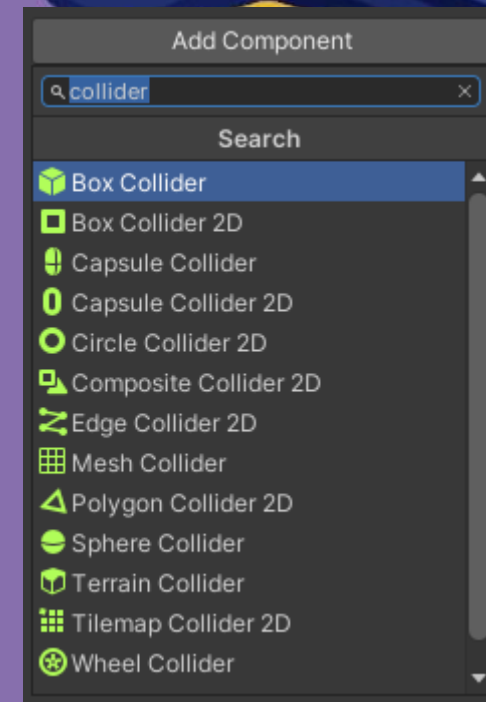 Add Component
collider
Search
Box Collider
Box Collider 2D
Capsule Collider
Capsule Collider 2D
Circle Collider 2D
Composite Collider 2D
Edge Collider 2D
Mesh Collider
Polygon Collider 2D
Sphere Collider
Terrain Collider
Tilemap Collider 2D
Wheel Collider